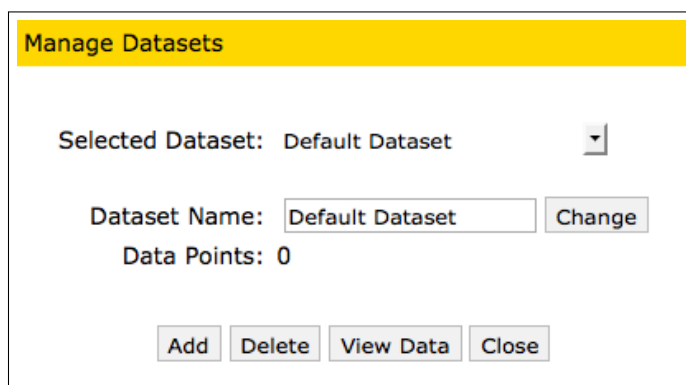 Manage Datasets
Selected Dataset: Default Dataset
Dataset Name: Default Dataset Change
Data Points: 0
Add Delete View Data Close